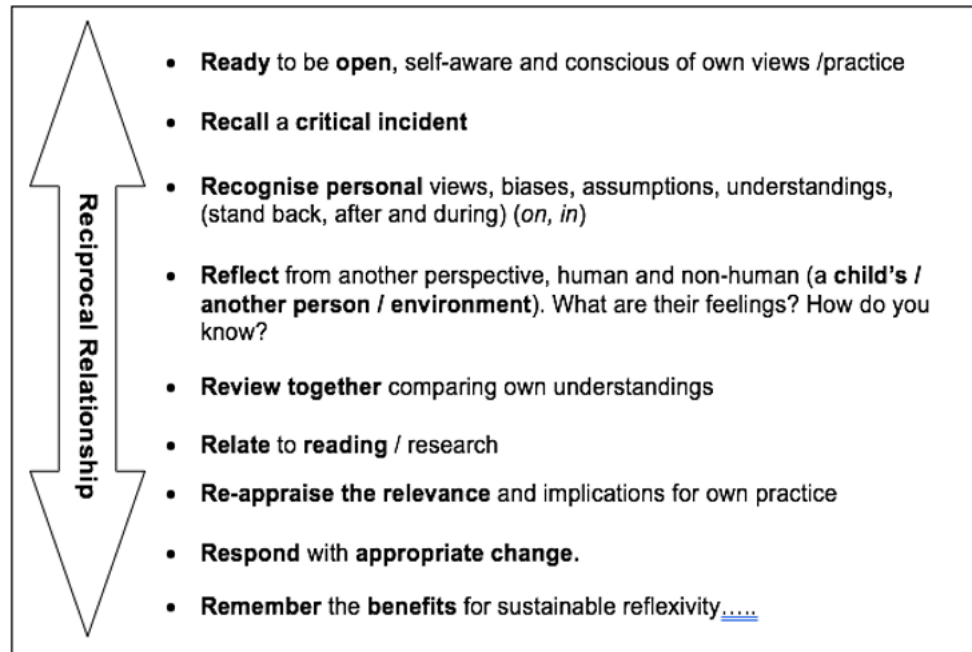 Reciprocal Relationship
• Ready to be open, self-aware and conscious of own views /practice
• Recall a critical incident
• Recognise personal views, biases, assumptions, understandings,
(stand back, after and during) (on, in)
• Reflect from another perspective, human and non-human (a child's /
another person / environment). What are their feelings? How do you
know?
• Review together comparing own understandings
• Relate to reading / research
• Re-appraise the relevance and implications for own practice
• Respond with appropriate change.
• Remember the benefits for sustainable reflexivity.....